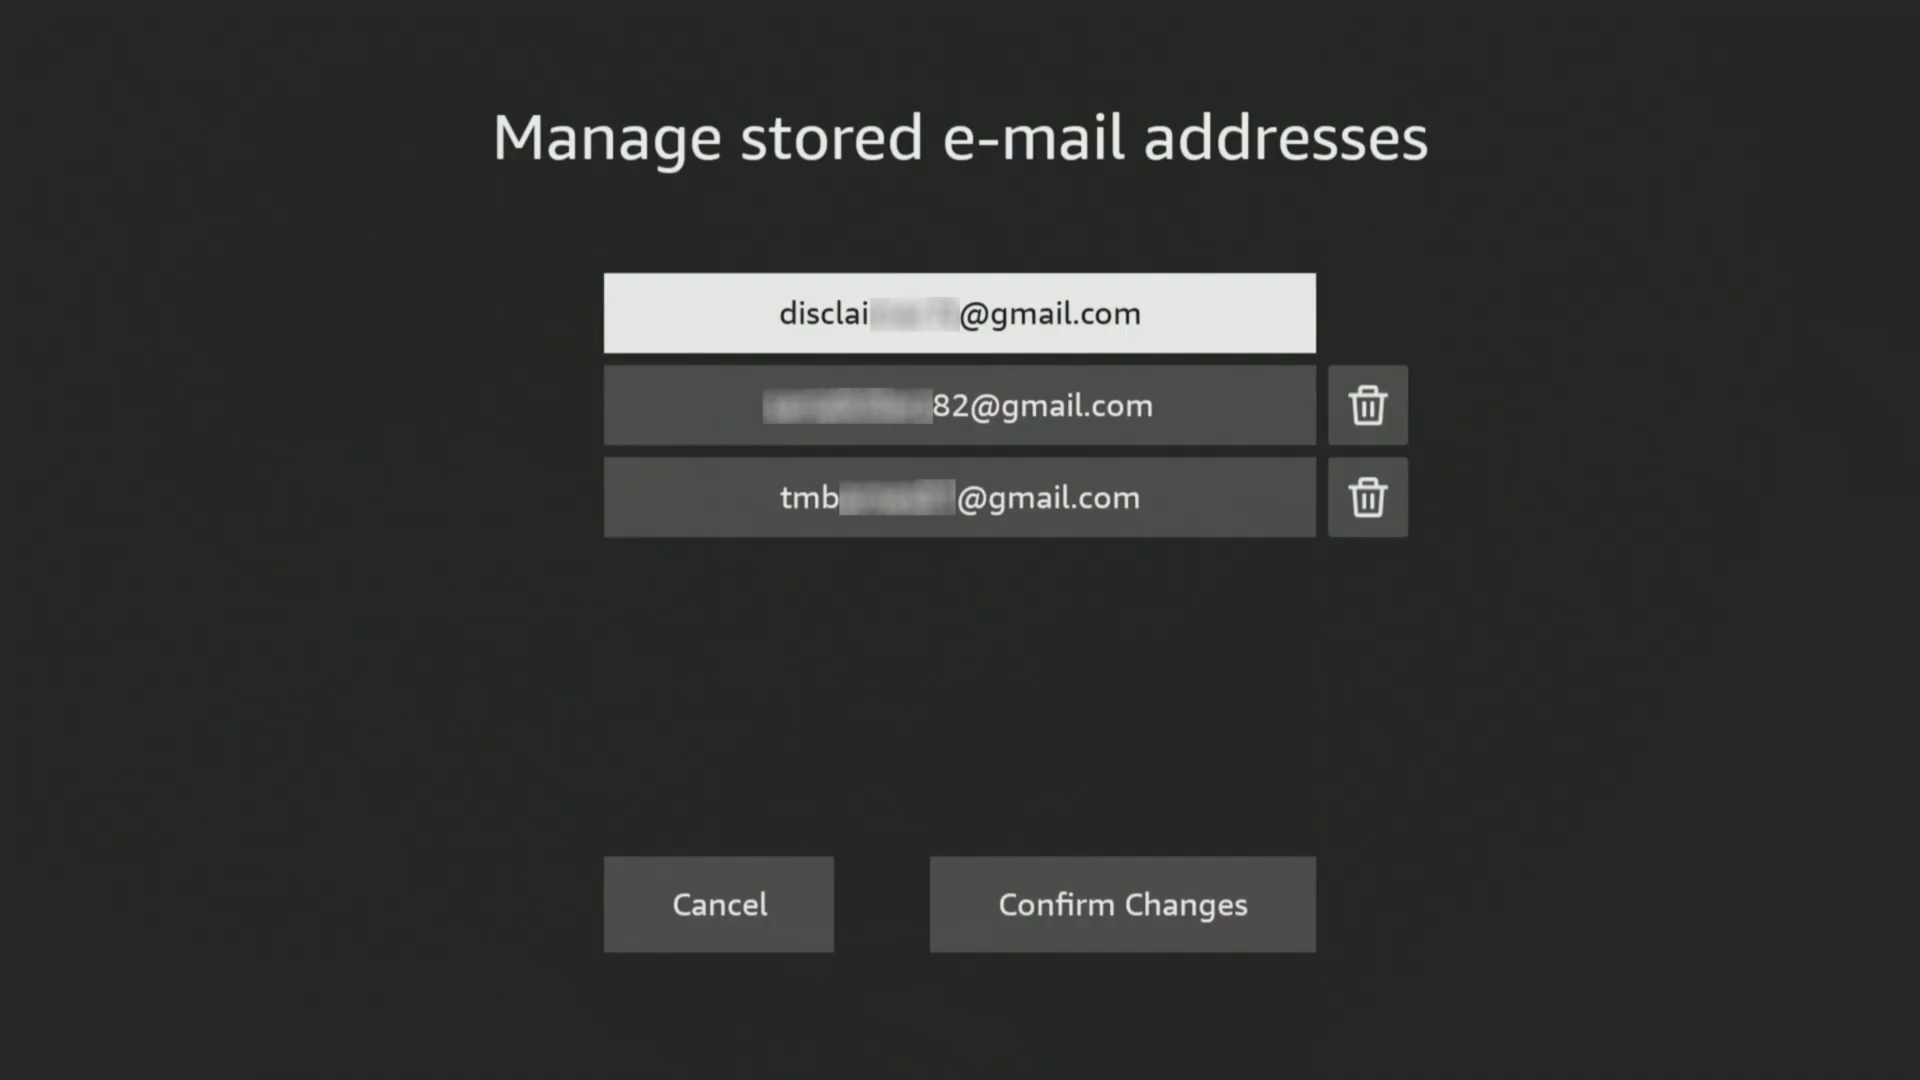 Manage stored e-mail addresses
disclai @gmail.com
82@gmail.com
tmb @gmail.com
Cancel Confirm Changes